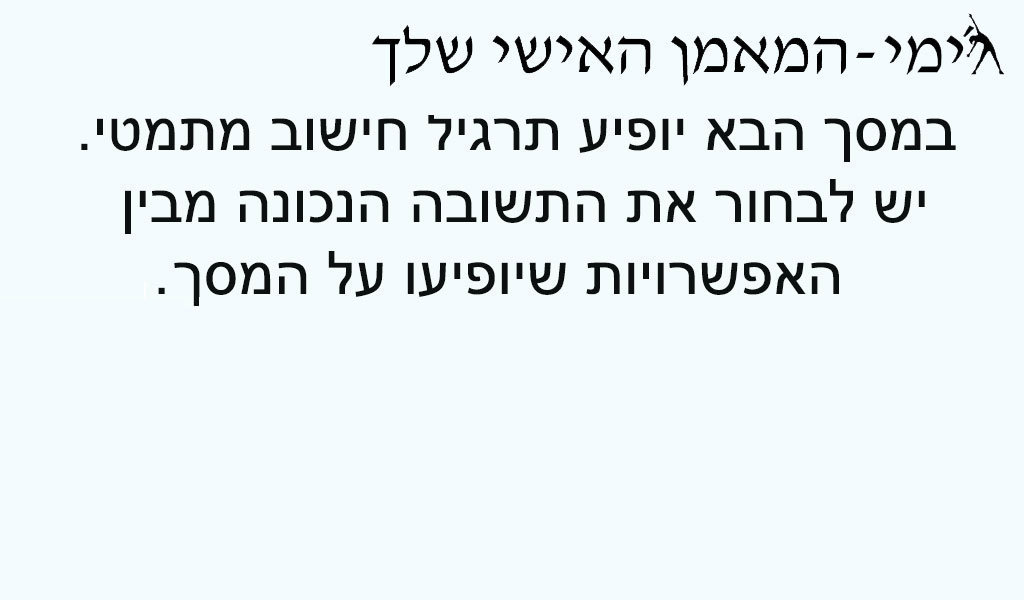 ימי-המאמן האישי שלך
במסך הבא יופיע תרגיל חישוב מתמטי.
יש לבחור את התשובה הנכונה מבין
האפשרויות שיופיעו על המסך.